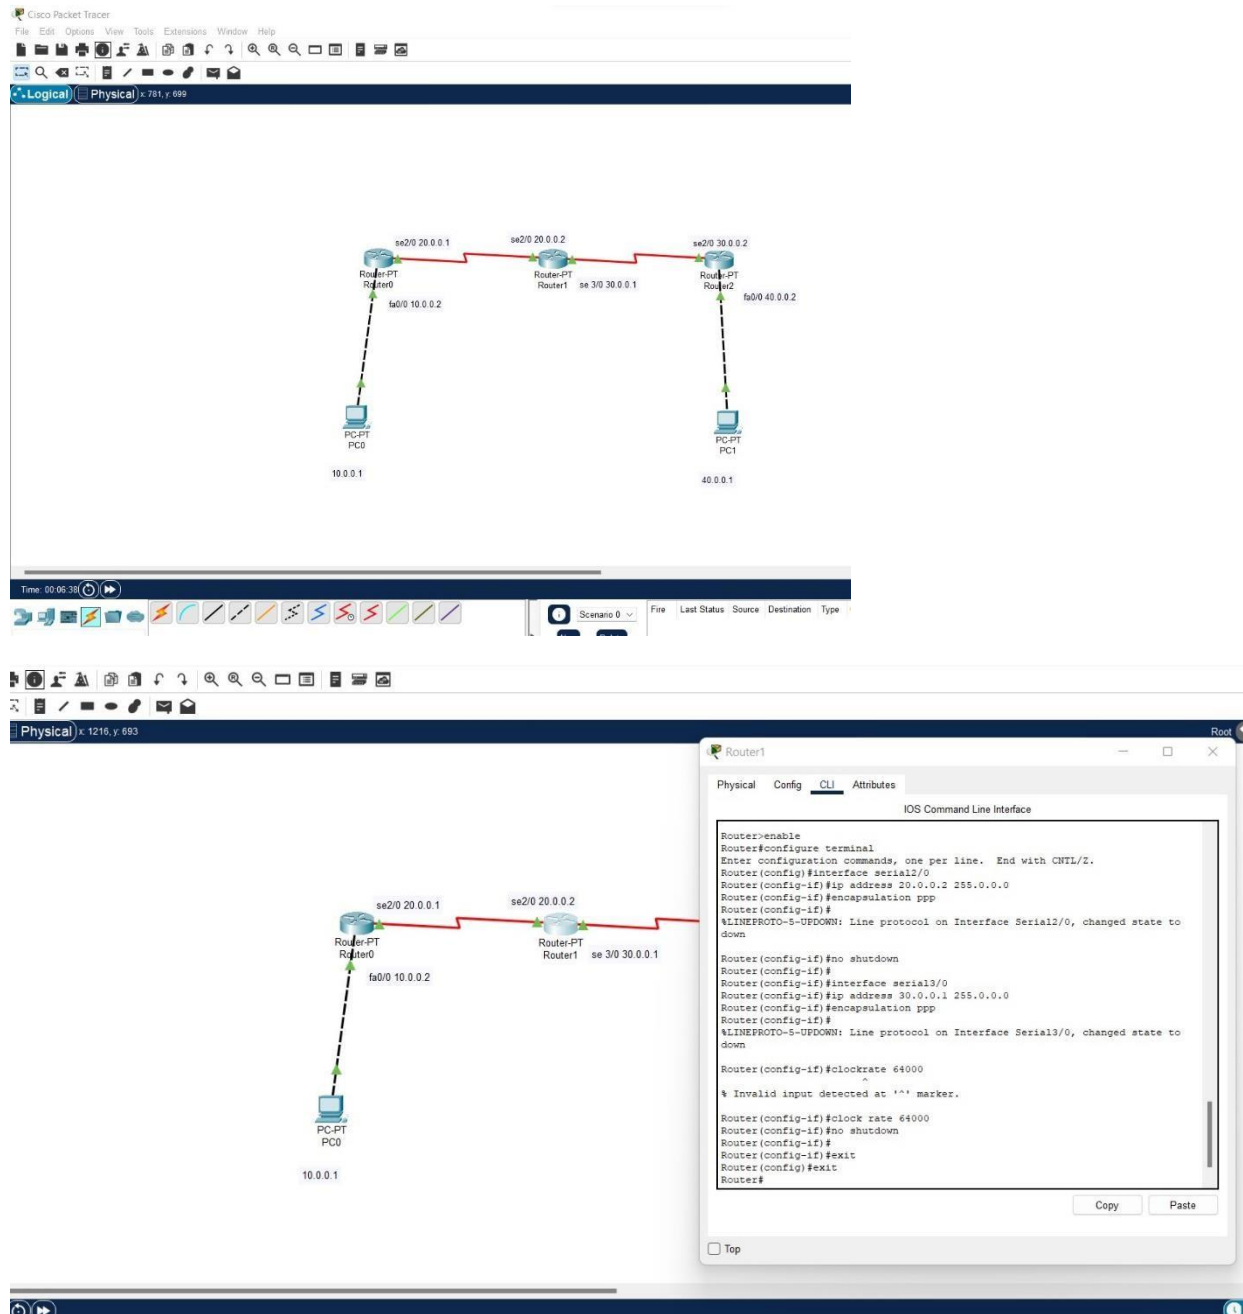 Cisco Packet Tracer
File Edit Options View Tools Extensions Window Help
Logical Physical x: 781, y: 699
se2/0 20.0.0.1
se2/0 20.0.0.2
se2/0 30.0.0.2
Router-PT
Router0
Router-PT
Router1
se 3/0 30.0.0.1
Router-PT
Router2
fa0/0 10.0.0.2
fa0/0 40.0.0.2
PC-PT
PC0
PC-PT
PC1
10.0.0.1
40.0.0.1
Time: 00:06:38
Scenario 0
Fire Last Status Source Destination Type
Physical x: 1216, y: 693
Root
se2/0 20.0.0.1
se2/0 20.0.0.2
Router-PT
Router0
Router-PT
Router1
se 3/0 30.0.0.1
fa0/0 10.0.0.2
PC-PT
PC0
10.0.0.1
Router1
Physical Config CLI Attributes
IOS Command Line Interface
Router>enable
Router#configure terminal
Enter configuration commands, one per line. End with CNTL/Z.
Router(config)#interface serial2/0
Router(config-if)#ip address 20.0.0.2 255.0.0.0
Router(config-if)#encapsulation ppp
Router(config-if)#
%LINEPROTO-5-UPDOWN: Line protocol on Interface Serial2/0, changed state to
down
Router(config-if)#no shutdown
Router(config-if)#
Router(config-if)#interface serial3/0
Router(config-if)#ip address 30.0.0.1 255.0.0.0
Router(config-if)#encapsulation ppp
Router(config-if)#
%LINEPROTO-5-UPDOWN: Line protocol on Interface Serial3/0, changed state to
down
Router(config-if)#clockrate 64000
^
% Invalid input detected at '^' marker.
Router(config-if)#clock rate 64000
Router(config-if)#no shutdown
Router(config-if)#
Router(config-if)#exit
Router(config)#exit
Router#
Copy Paste
Top